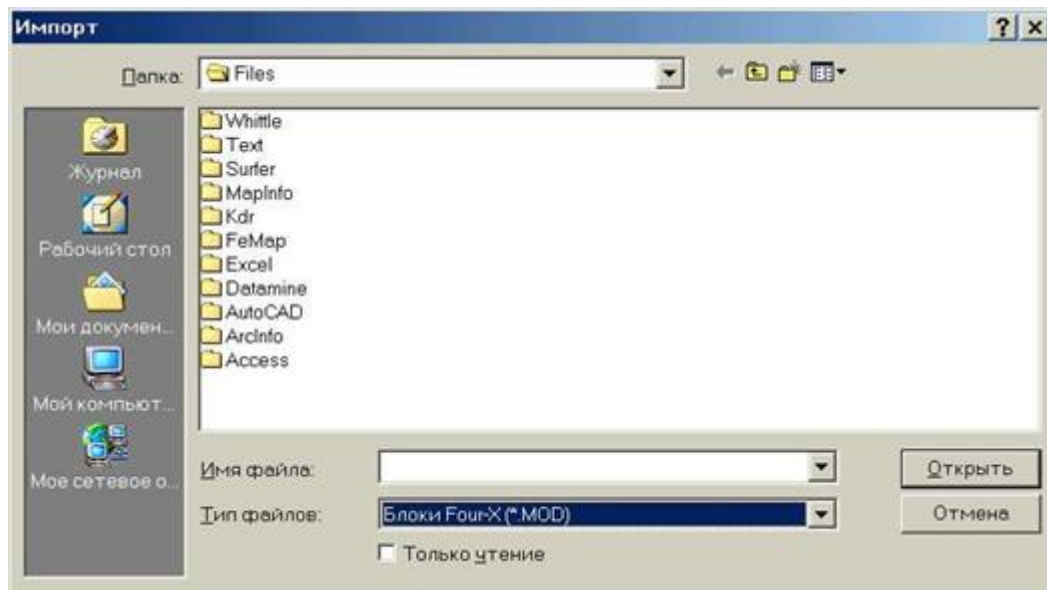 Импорт
Папка: Files
Журнал
Рабочий стол
Мои докумен...
Мой компьют...
Мое сетевое о...
Whittle
Text
Surfer
MapInfo
Kdr
FeMap
Excel
Datamine
AutoCAD
ArcInfo
Access
Имя файла:
Открыть
Тип файлов: Блоки Four-X (*.MOD)
Отмена
Только чтение